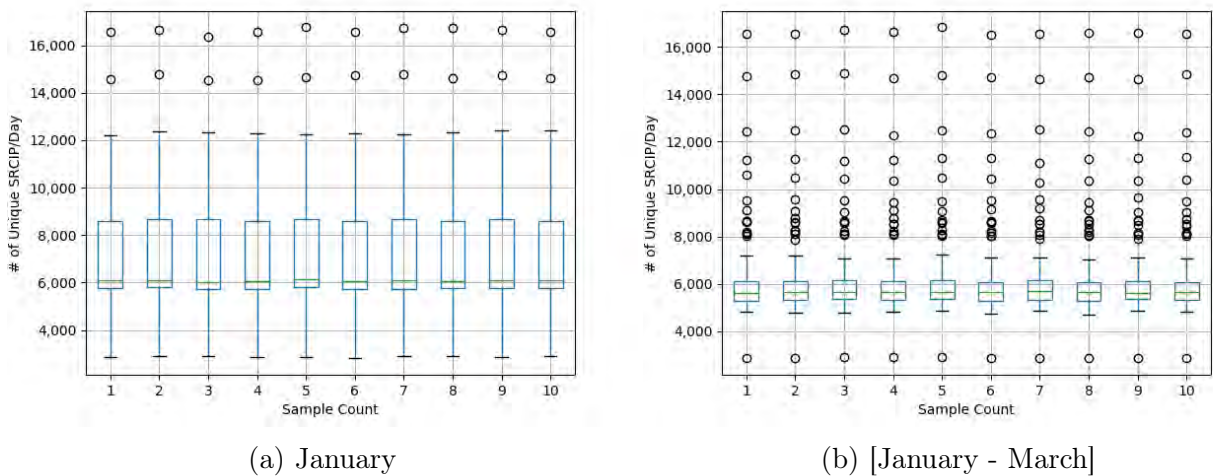 # of Unique SRCIP/Day
16,000
14,000
12,000
10,000
8,000
6,000
4,000
1 2 3 4 5 6 7 8 9 10
Sample Count
(a) January
# of Unique SRCIP/Day
16,000
14,000
12,000
10,000
8,000
6,000
4,000
1 2 3 4 5 6 7 8 9 10
Sample Count
(b) [January - March]